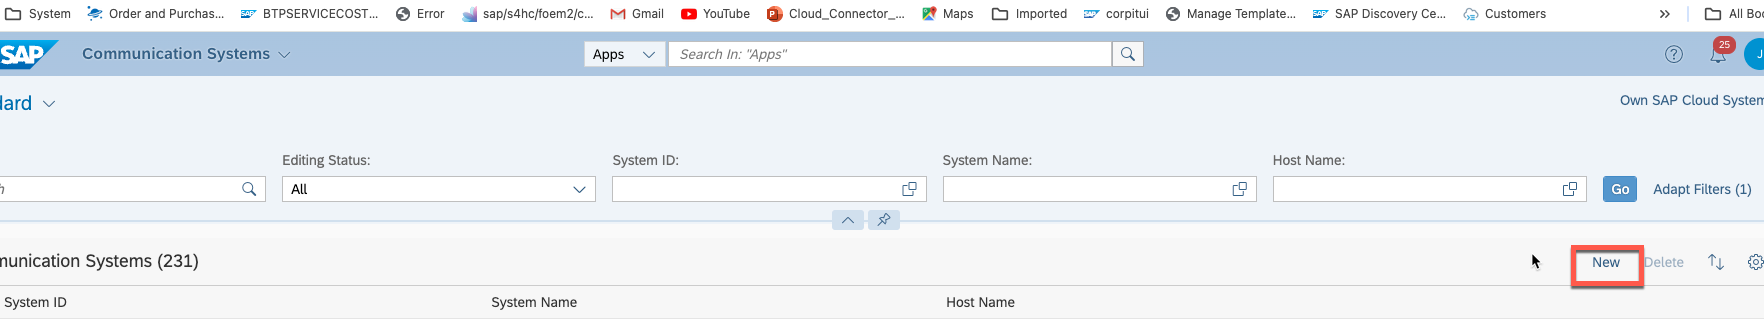 System Order and Purchas... BTPSERVICECOST... Error sap/s4hc/foem2/c... Gmail YouTube Cloud_Connector_... Maps Imported corpitui Manage Template... SAP Discovery Ce... Customers » All Boo
SAP Communication Systems Apps Search In: "Apps" 25 J
dard Own SAP Cloud System
Editing Status: System ID: System Name: Host Name:
h All Go Adapt Filters (1)
munication Systems (231) New Delete
System ID System Name Host Name